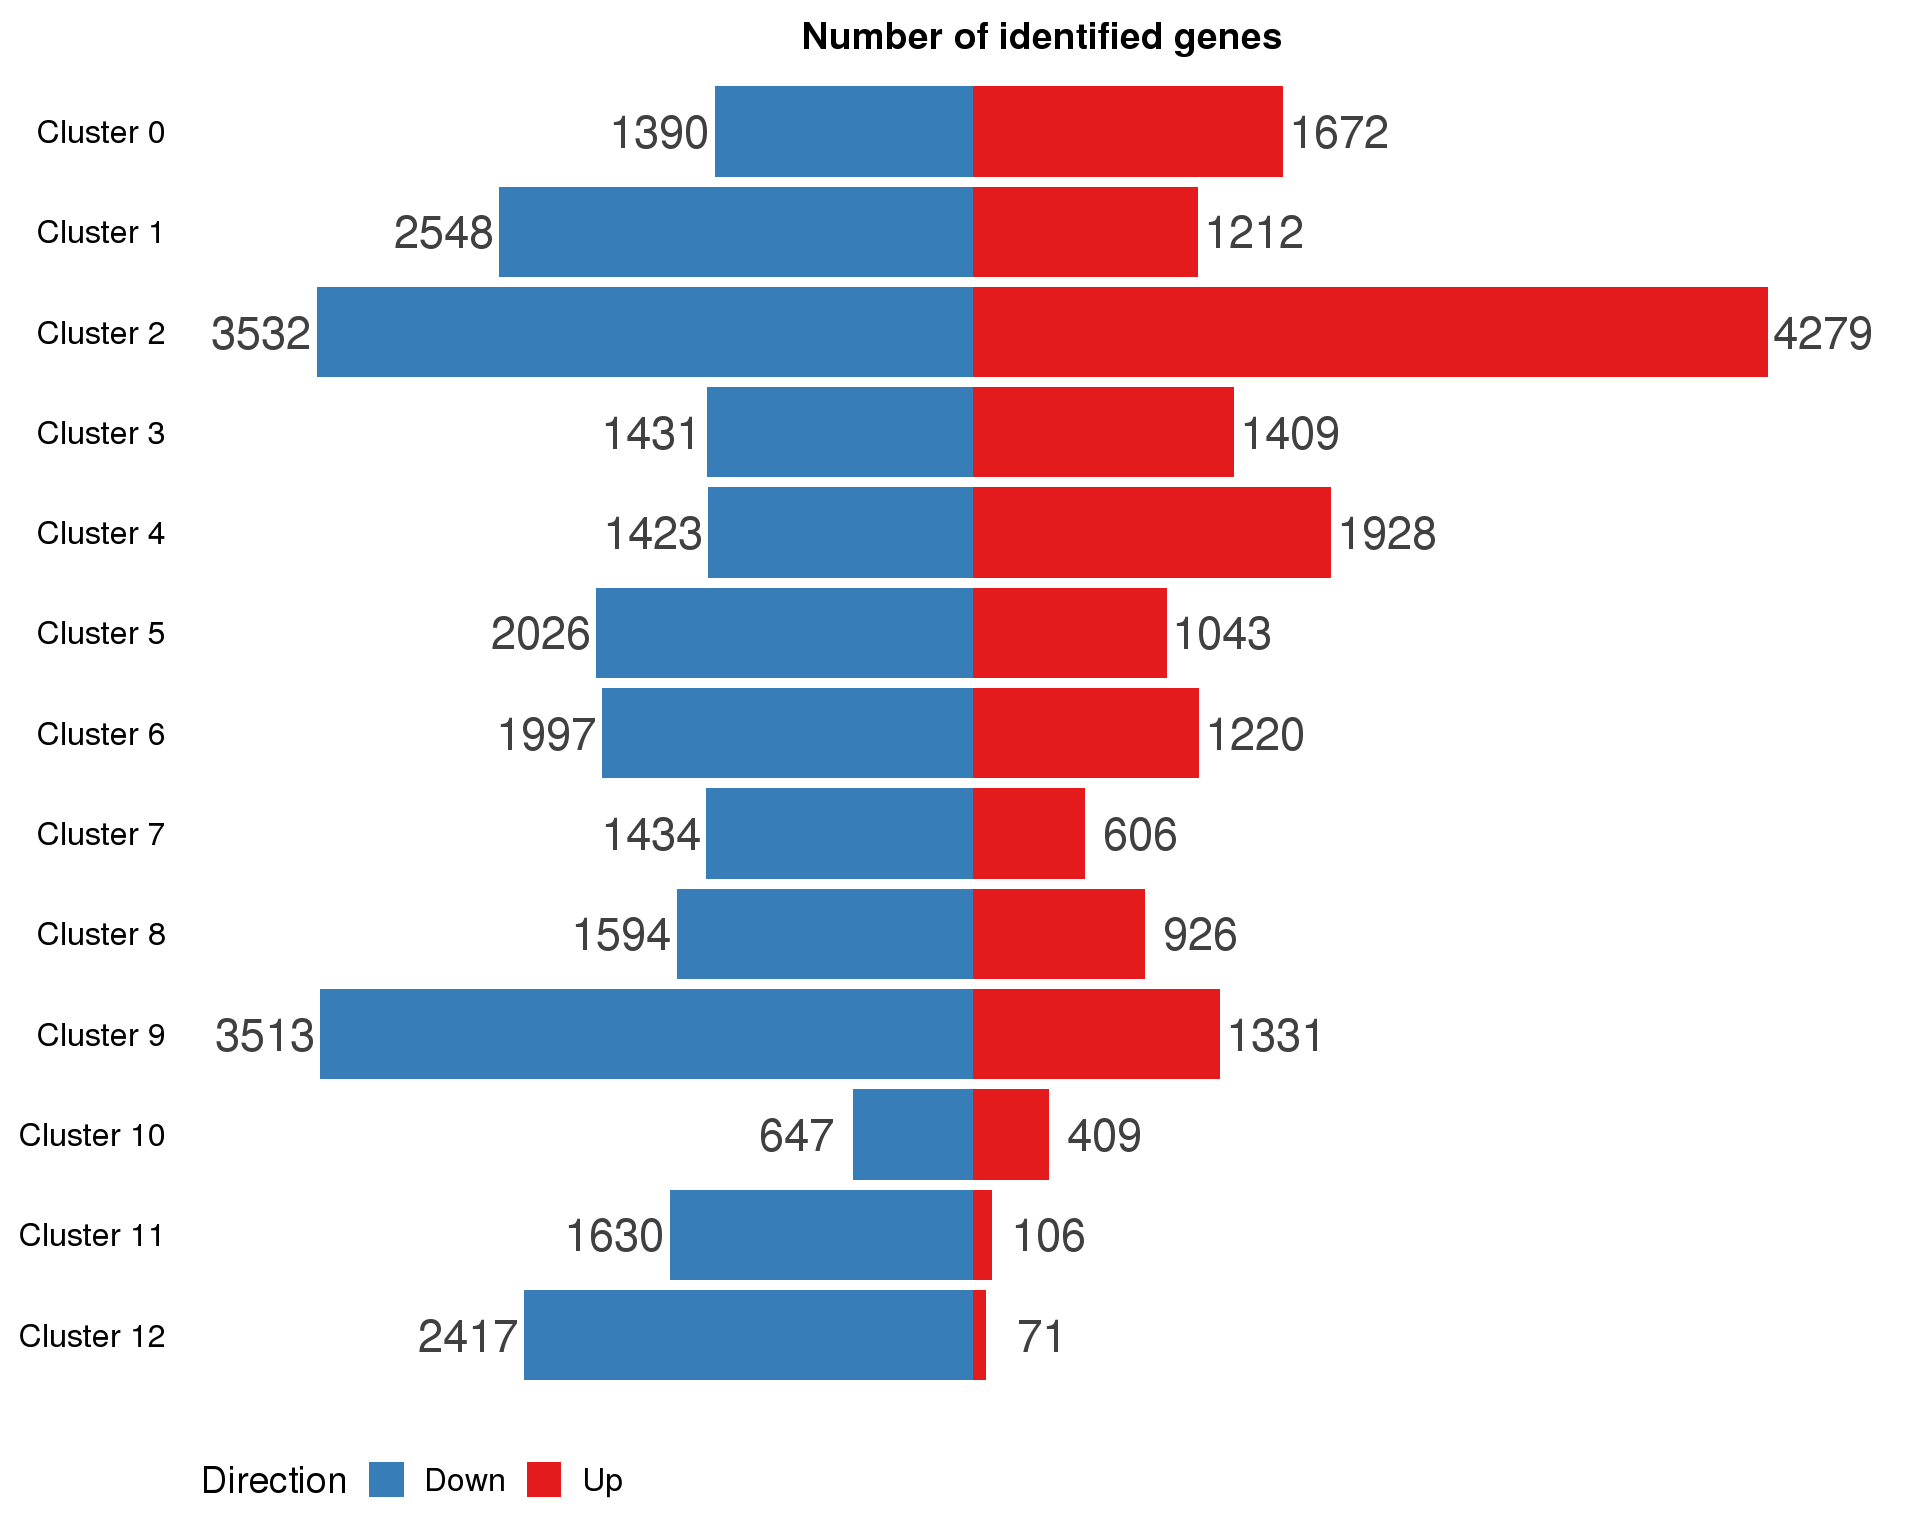 Number of identified genes
Cluster 0 1390 1672
Cluster 1 2548 1212
Cluster 2 3532 4279
Cluster 3 1431 1409
Cluster 4 1423 1928
Cluster 5 2026 1043
Cluster 6 1997 1220
Cluster 7 1434 606
Cluster 8 1594 926
Cluster 9 3513 1331
Cluster 10 647 409
Cluster 11 1630 106
Cluster 12 2417 71
Direction Down Up